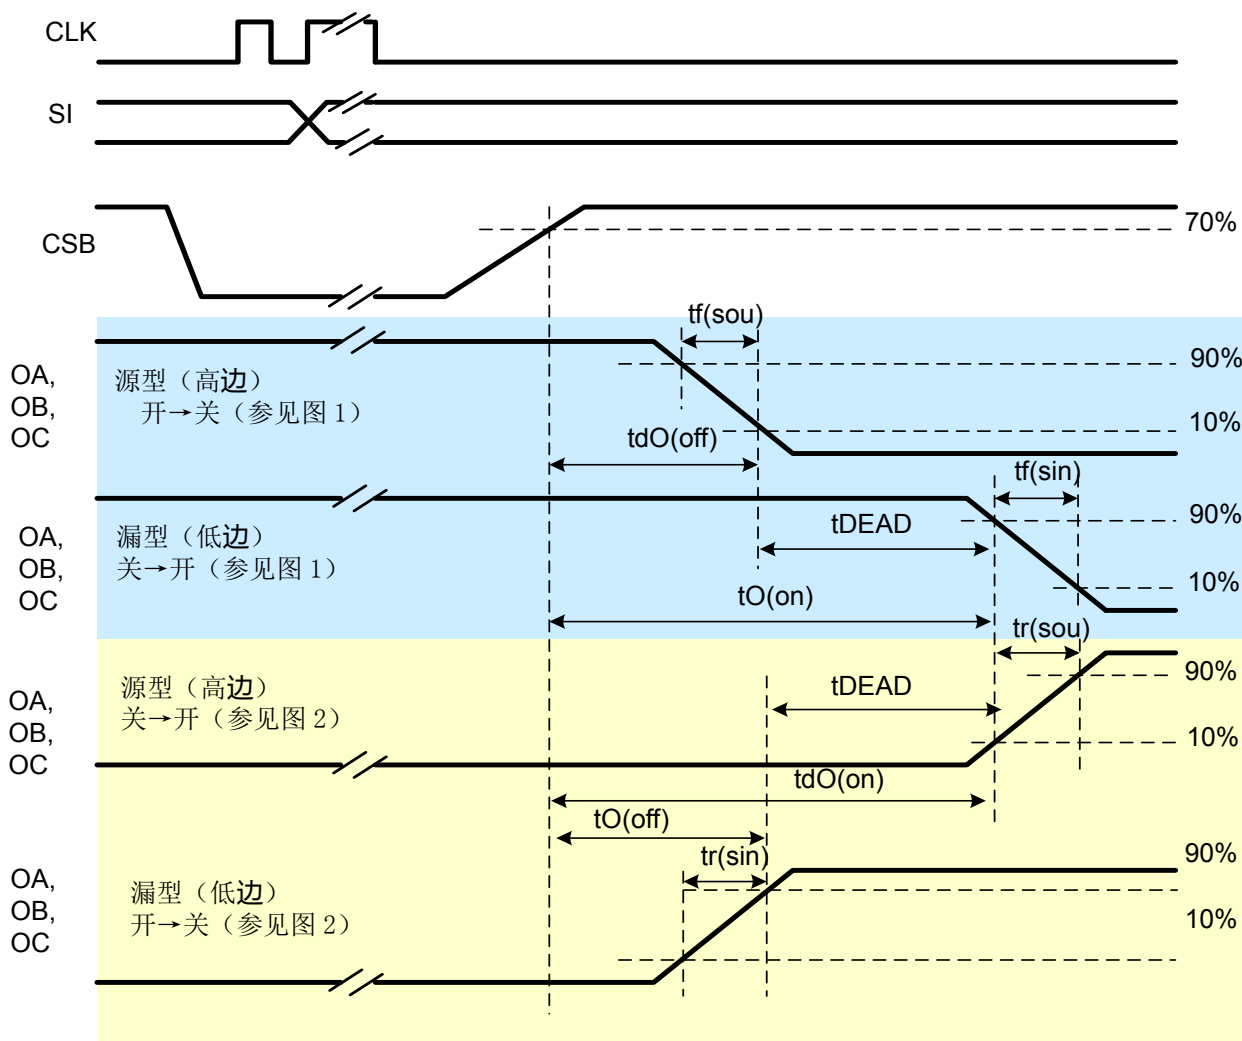 CLK
SI
CSB
70%
tf(sou)
90%
OA,
OB,
OC
源型（高边）
开→关（参见图 1）
10%
tdO(off)
tf(sin)
90%
OA,
OB,
OC
漏型（低边）
关→开（参见图 1）
tDEAD
10%
tO(on)
tr(sou)
90%
OA,
OB,
OC
源型（高边）
关→开（参见图 2）
tDEAD
10%
tdO(on)
tO(off)
tr(sin)
90%
OA,
OB,
OC
漏型（低边）
开→关（参见图 2）
10%